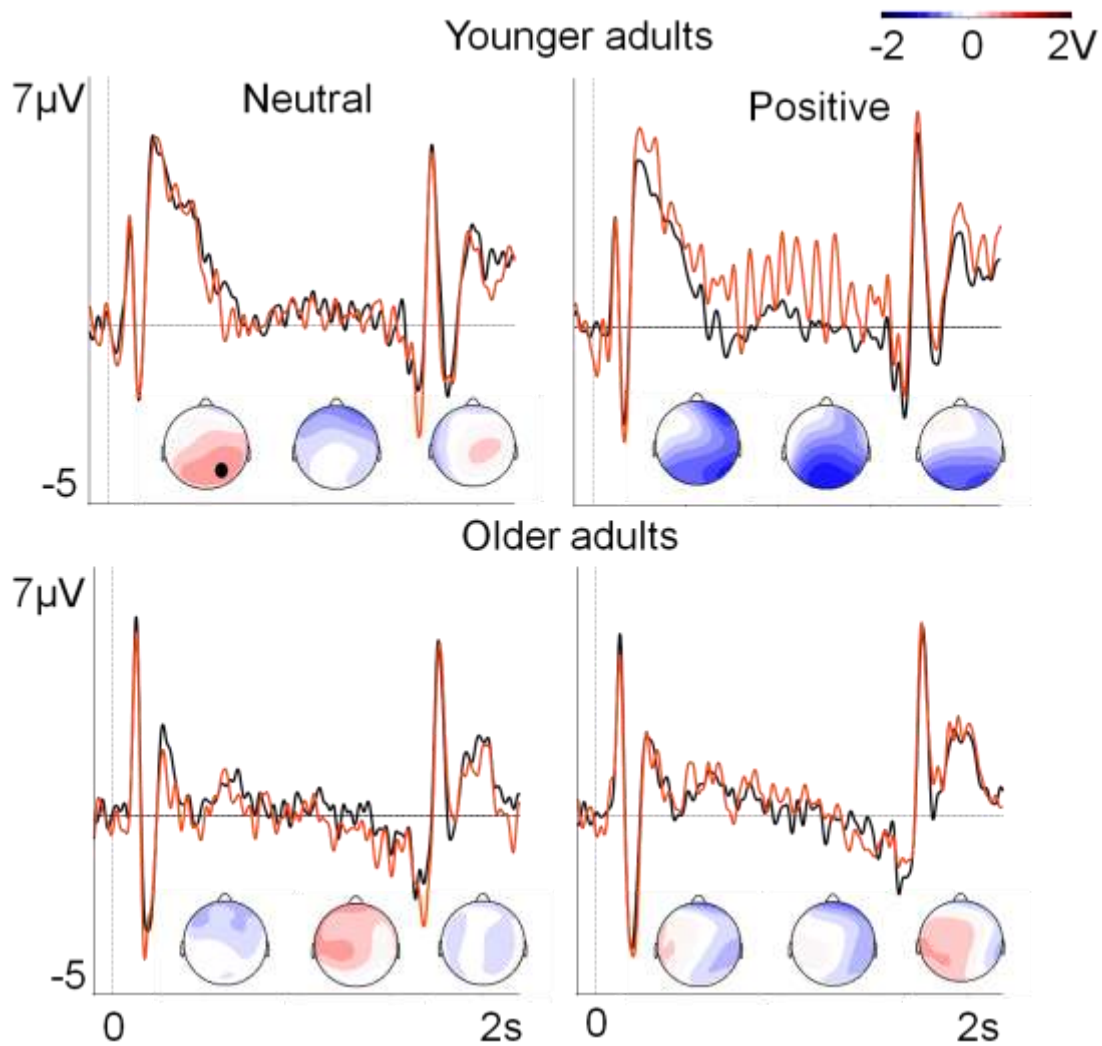 Younger adults
-2 0 2V
7µV Neutral Positive
-5
Older adults
7µV
-5
0 2s 0 2s